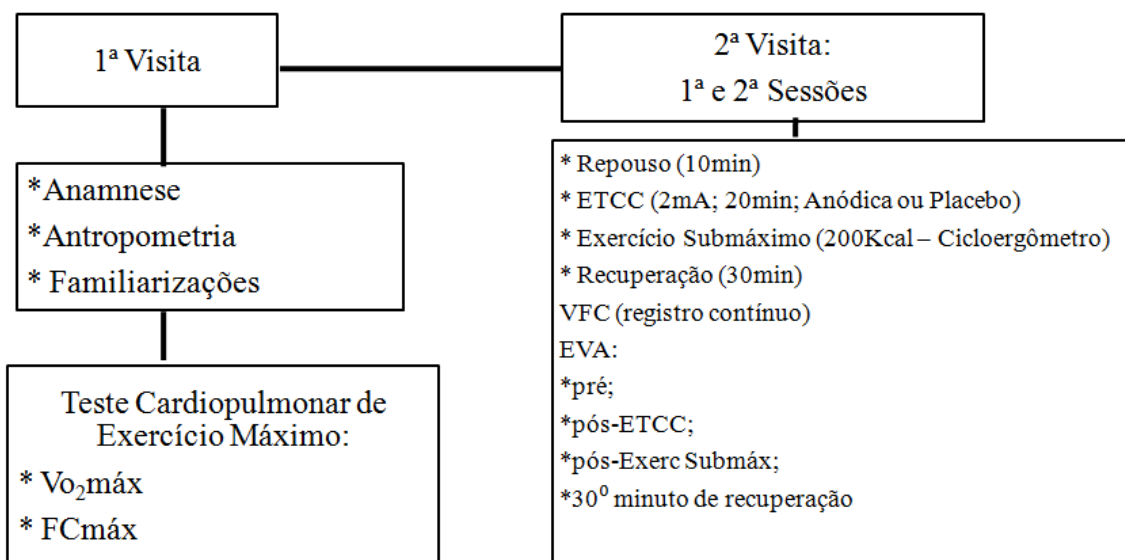 1ª Visita
*Anamnese
*Antropometria
* Familiarizações
Teste Cardiopulmonar de
Exercício Máximo:
* Vo₂máx
* FCmáx
2ª Visita:
1ª e 2ª Sessões
* Repouso (10min)
* ETCC (2mA; 20min; Anódica ou Placebo)
* Exercício Submáximo (200Kcal – Cicloergômetro)
* Recuperação (30min)
VFC (registro contínuo)
EVA:
*pré;
*pós-ETCC;
*pós-Exerc Submáx;
*30⁰ minuto de recuperação